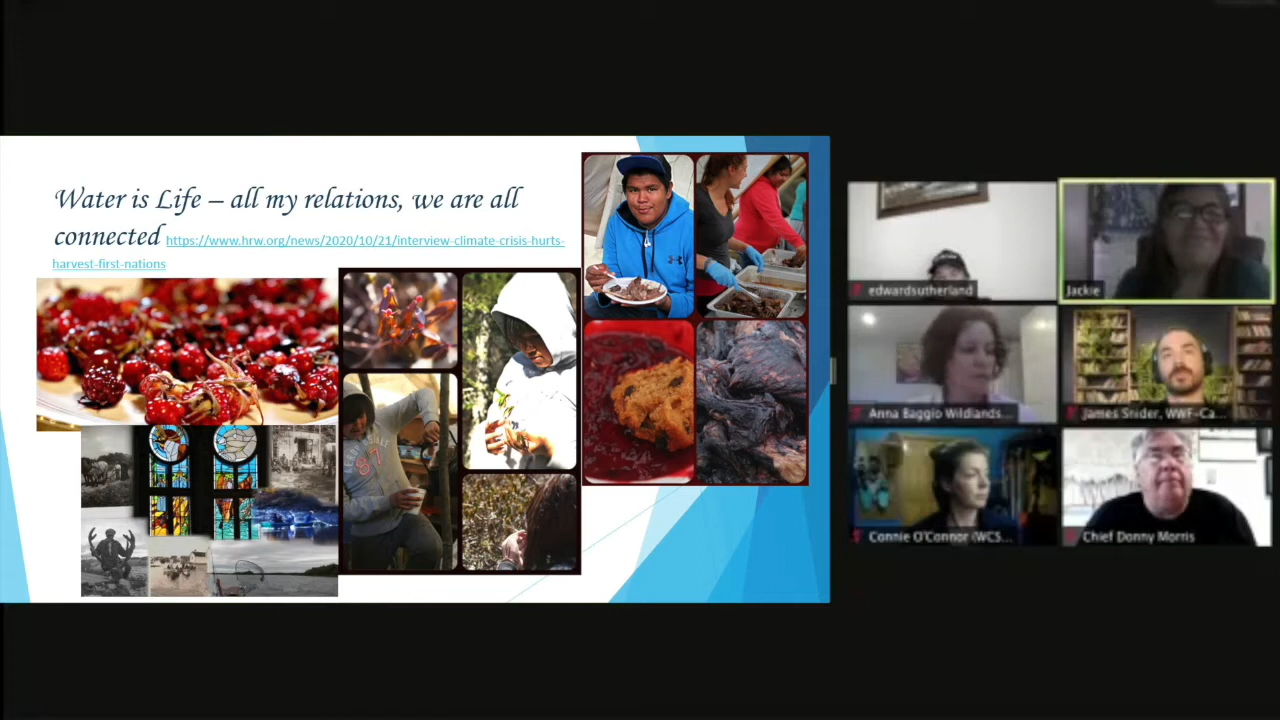 Water is Life – all my relations, we are all
connected https://www.hrw.org/news/2020/10/21/interview-climate-crisis-hurts-
harvest-first-nations
edwardsutherland
Jackie
Anna Baggio Wildlands...
James Snider, WWF-Ca...
Connie O'Connor (WCS...
Chief Donny Morris
87